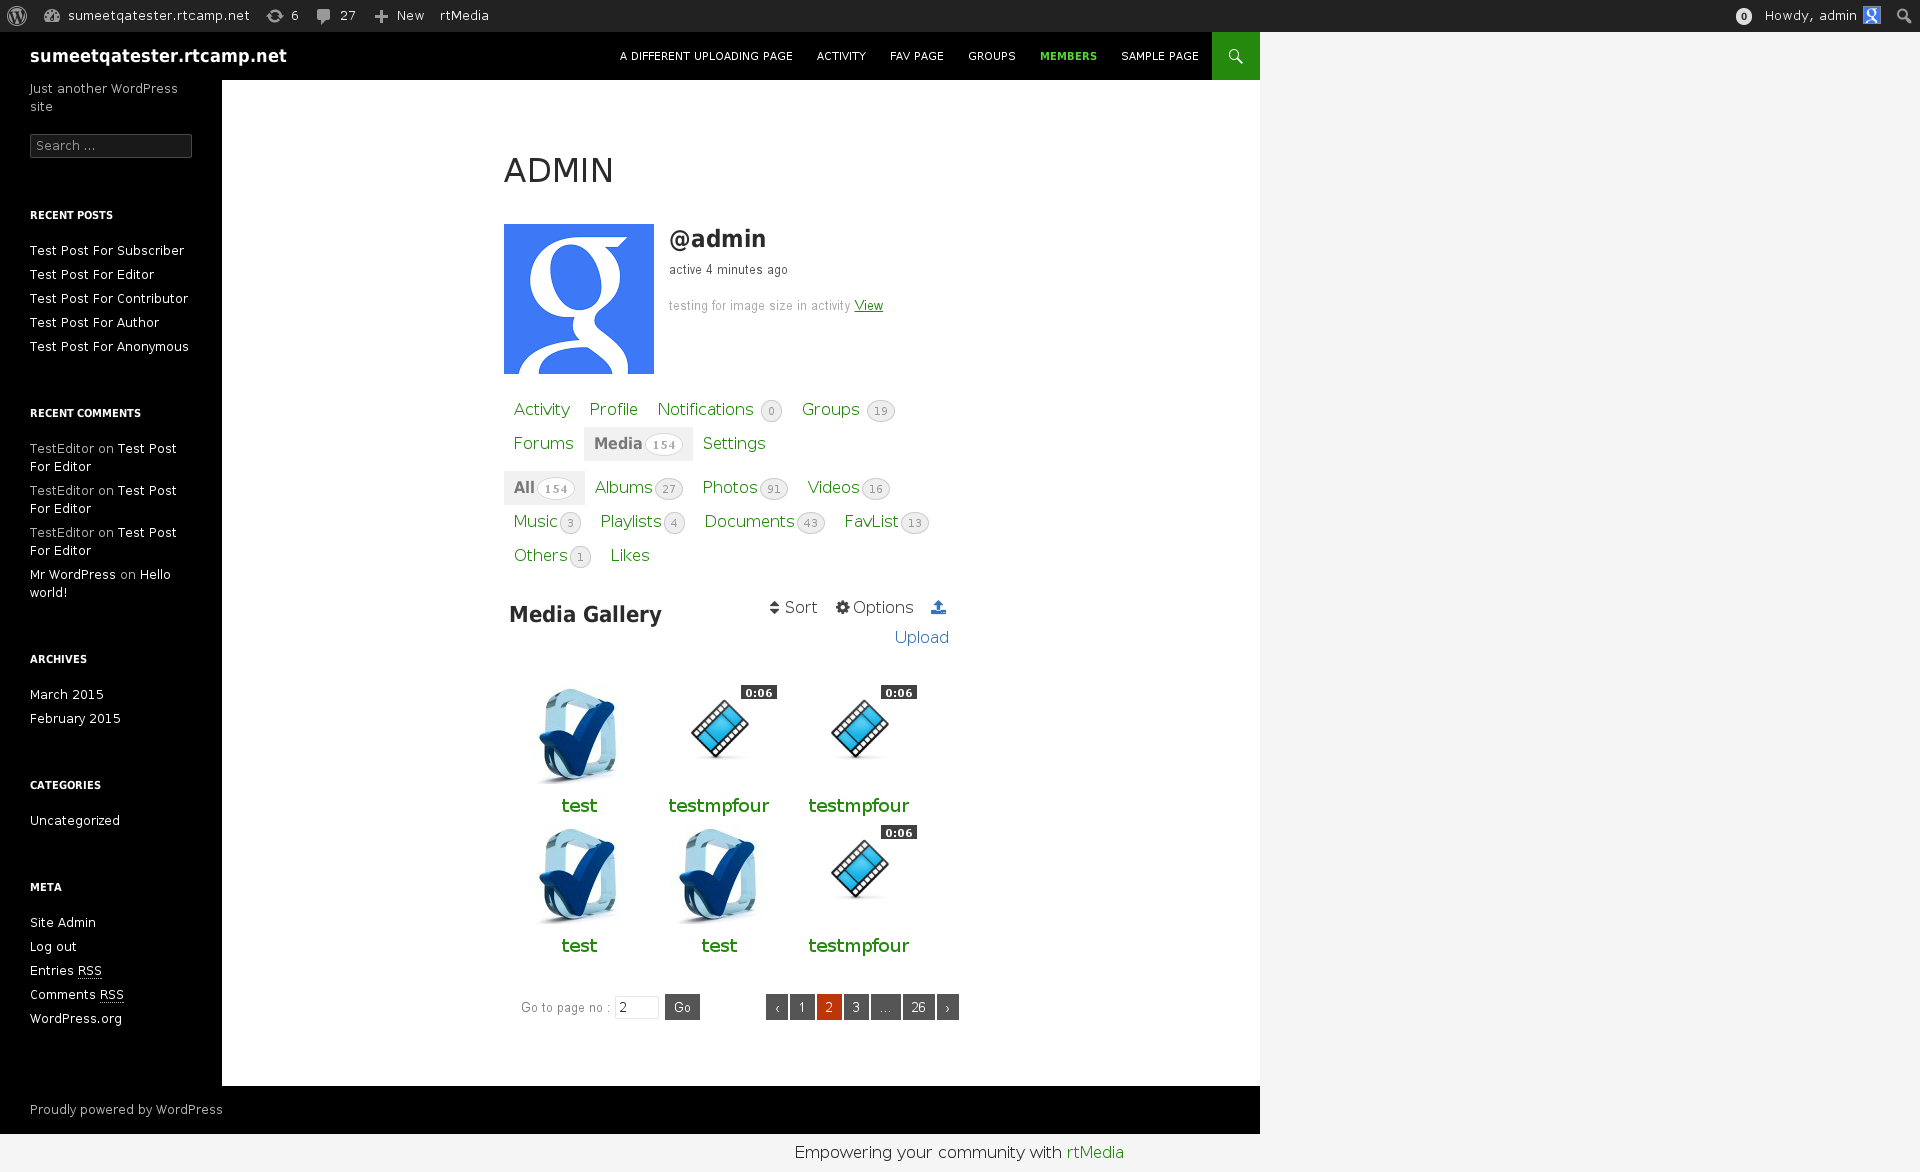 sumeetqatester.rtcamp.net 6 27 New rtMedia 0 Howdy, admin
sumeetqatester.rtcamp.net A DIFFERENT UPLOADING PAGE ACTIVITY FAV PAGE GROUPS MEMBERS SAMPLE PAGE
Just another WordPress
site
Search ...
RECENT POSTS
Test Post For Subscriber
Test Post For Editor
Test Post For Contributor
Test Post For Author
Test Post For Anonymous
RECENT COMMENTS
TestEditor on Test Post
For Editor
TestEditor on Test Post
For Editor
TestEditor on Test Post
For Editor
Mr WordPress on Hello
world!
ARCHIVES
March 2015
February 2015
CATEGORIES
Uncategorized
META
Site Admin
Log out
Entries RSS
Comments RSS
WordPress.org
ADMIN
@admin
active 4 minutes ago
testing for image size in activity View
Activity Profile Notifications 0 Groups 19
Forums Media 154 Settings
All 154 Albums 27 Photos 91 Videos 16
Music 3 Playlists 4 Documents 43 FavList 13
Others 1 Likes
Media Gallery Sort Options
Upload
0:06 0:06
test testmpfour testmpfour
0:06
test test testmpfour
Go to page no : 2 Go ‹ 1 2 3 ... 26 ›
Proudly powered by WordPress
Empowering your community with rtMedia